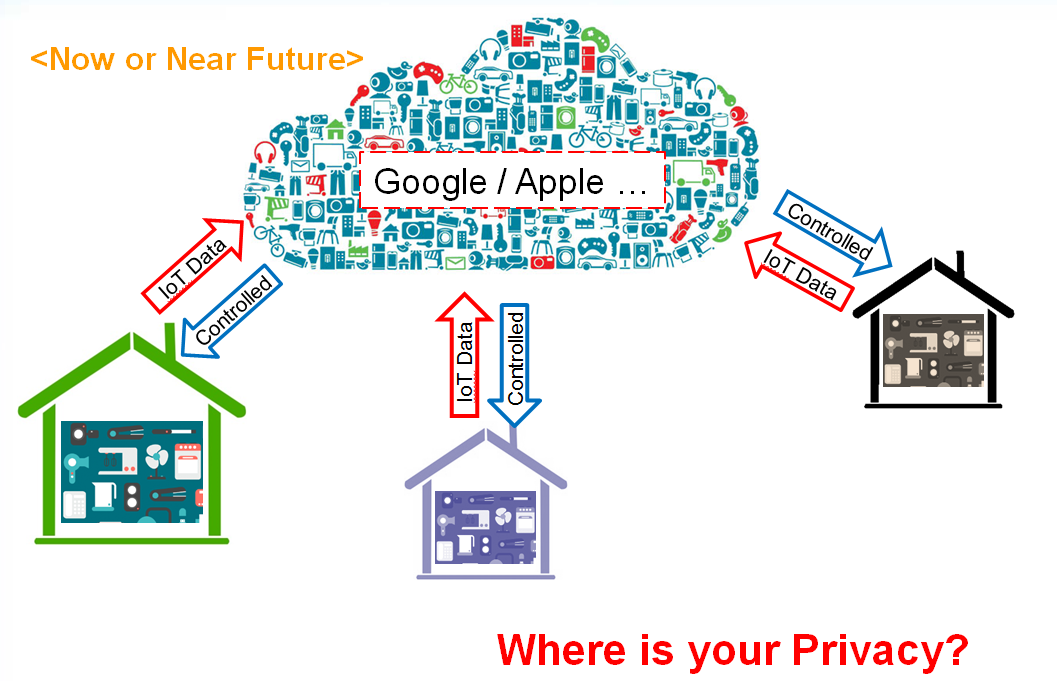 <Now or Near Future>
Google / Apple ...
IoT Data
Controlled
IoT Data
Controlled
Controlled
IoT Data
Where is your Privacy?